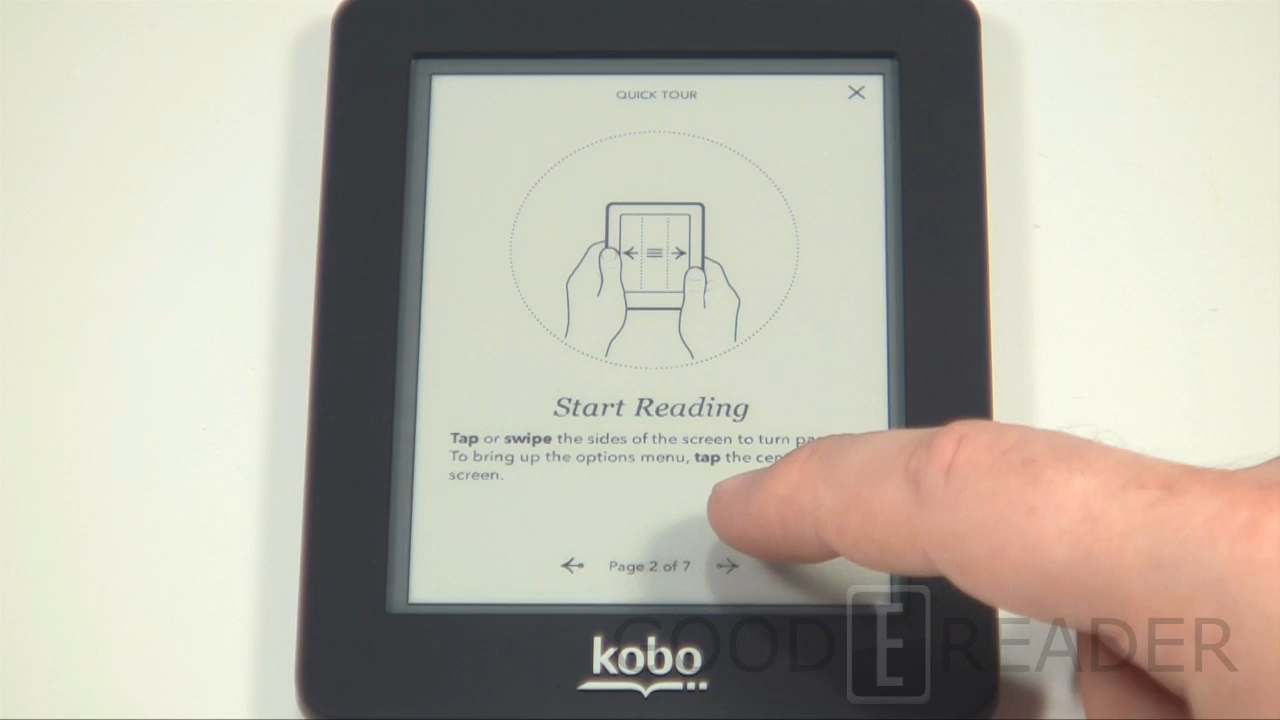 QUICK TOUR
Start Reading
Tap or swipe the sides of the screen to turn
To bring up the options menu, tap the
screen.
Page 2 of 7
kobo
GOOD E READER